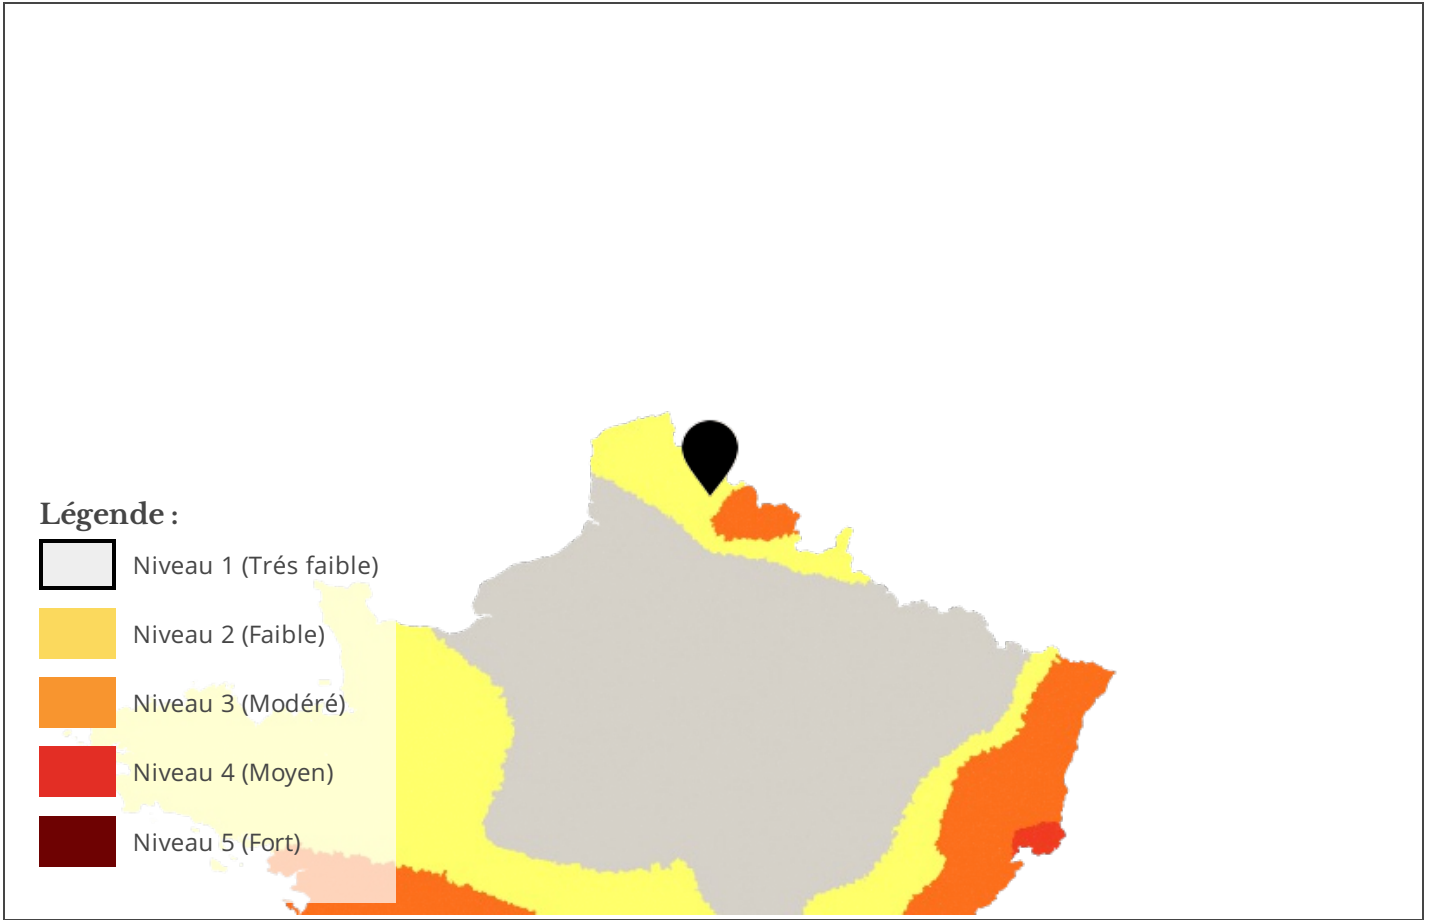 Légende :
Niveau 1 (Trés faible)
Niveau 2 (Faible)
Niveau 3 (Modéré)
Niveau 4 (Moyen)
Niveau 5 (Fort)